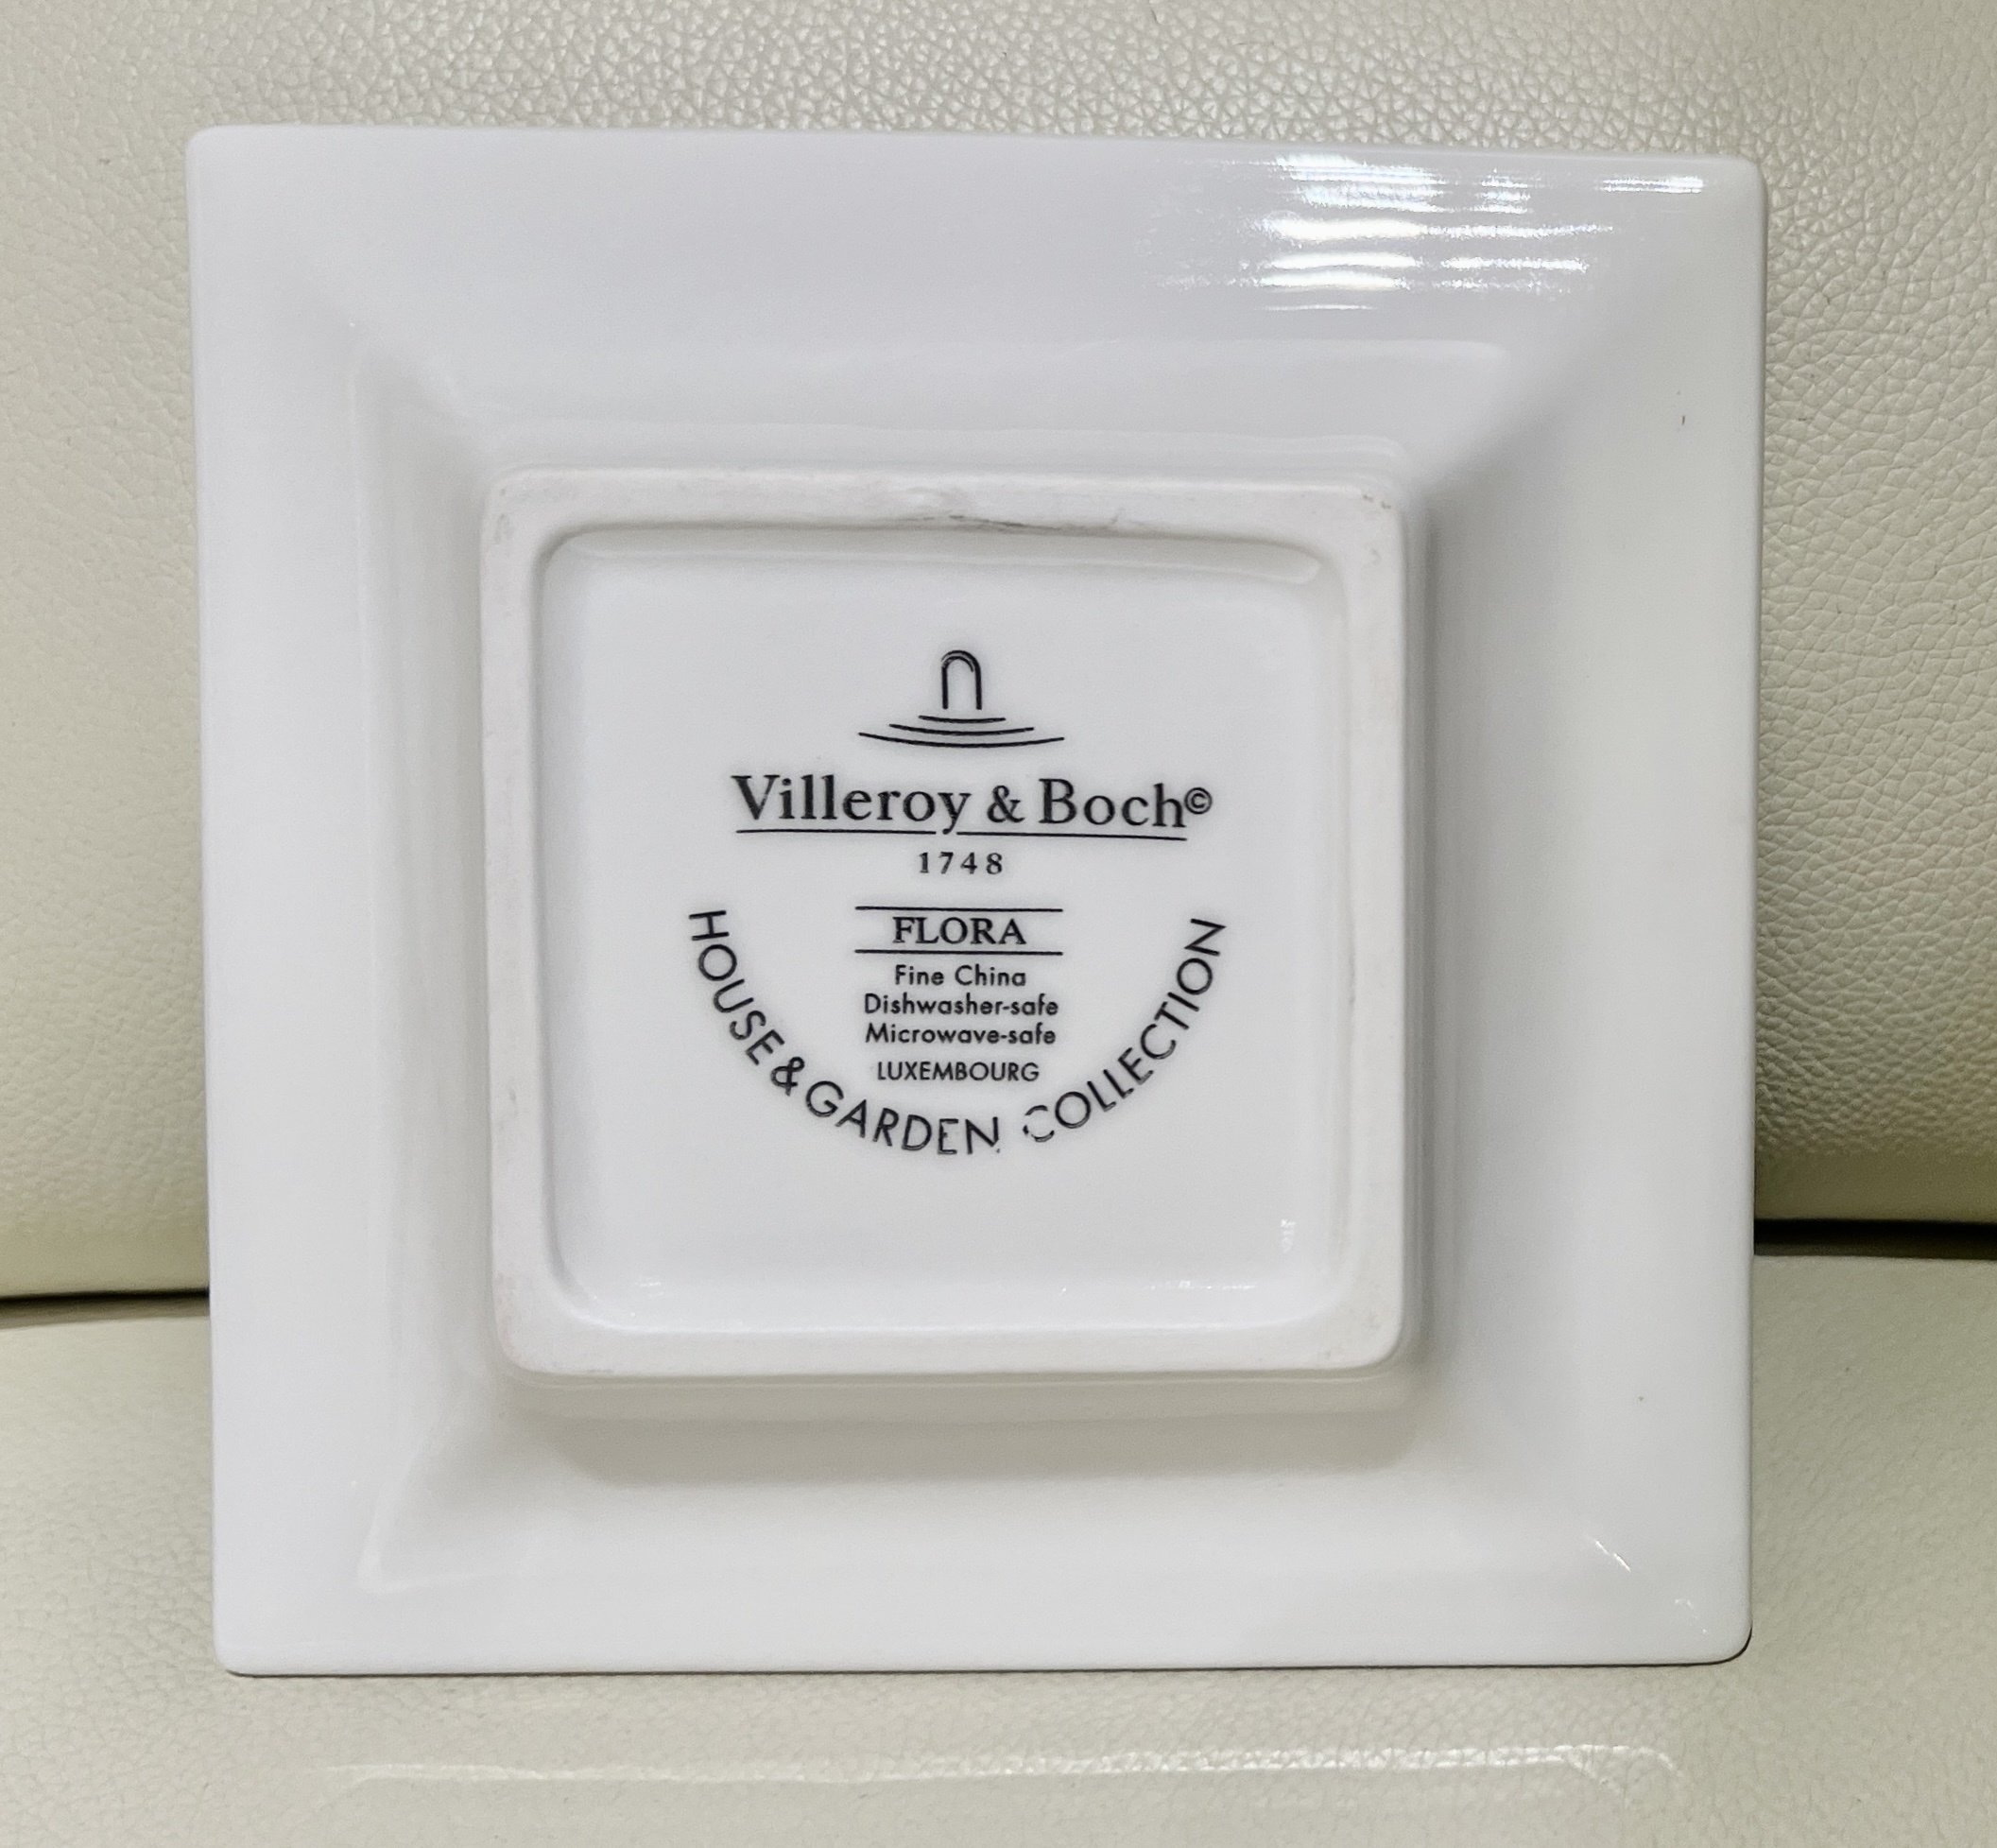 Villeroy & Boch©
1748
FLORA
Fine China
Dishwasher-safe
Microwave-safe
LUXEMBOURG
HOUSE & GARDEN COLLECTION